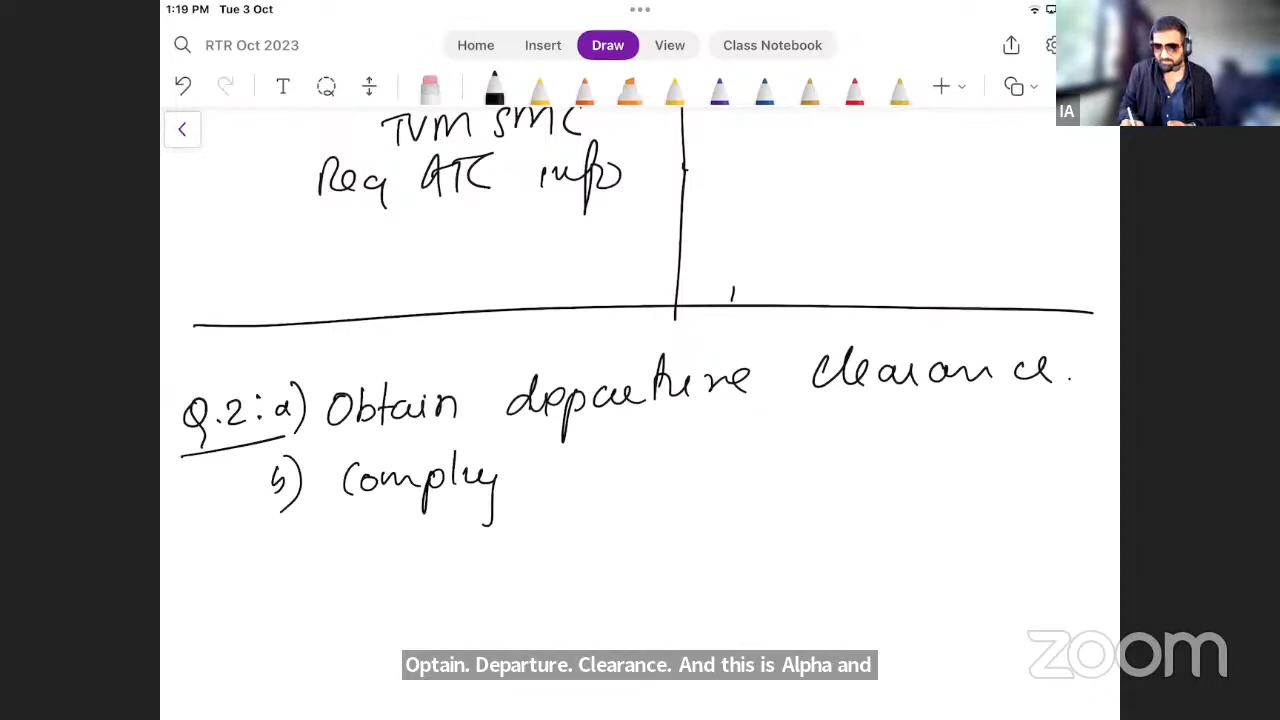 1:19 PM Tue 3 Oct
RTR Oct 2023
Home Insert Draw View Class Notebook
IA
TVM SMC
Req ATC info
Q.2: a) Obtain departure clearance.
b) Comply
Optain. Departure. Clearance. And this is Alpha and
zoom